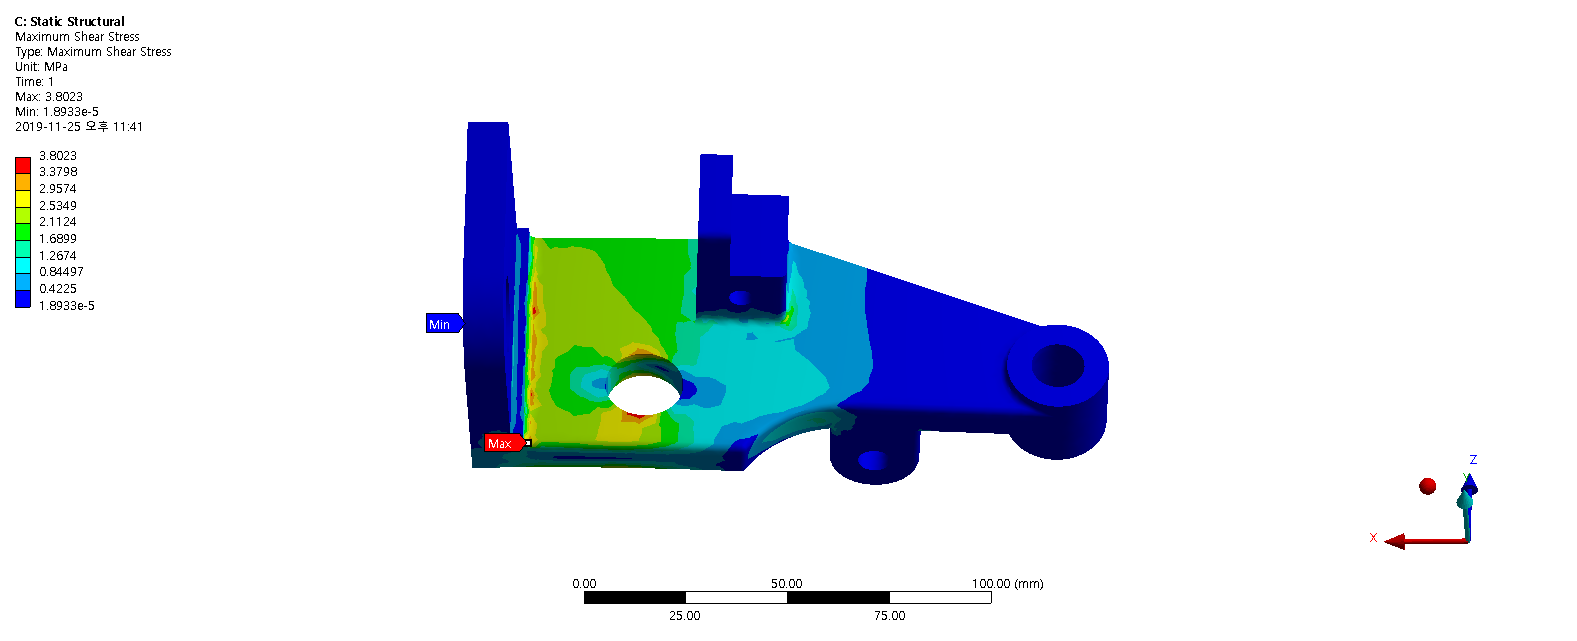 C: Static Structural
Maximum Shear Stress
Type: Maximum Shear Stress
Unit: MPa
Time: 1
Max: 3.8023
Min: 1.8933e-5
2019-11-25 오후 11:41
3.8023
3.3798
2.9574
2.5349
2.1124
1.6899
1.2674
0.84497
0.4225
1.8933e-5
Min
Max
Z
Y
X
0.00 50.00 100.00 (mm)
25.00 75.00